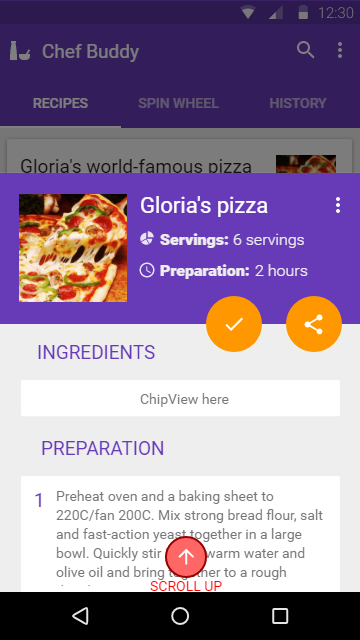 12:30
Chef Buddy
RECIPES SPIN WHEEL HISTORY
Gloria's world-famous pizza
Gloria's pizza
Servings: 6 servings
Preparation: 2 hours
INGREDIENTS
ChipView here
PREPARATION
1 Preheat oven and a baking sheet to
220C/fan 200C. Mix strong bread flour, salt
and fast-action yeast together in a large
bowl. Quickly stir warm water and
olive oil and bring together to a rough
SCROLL UP